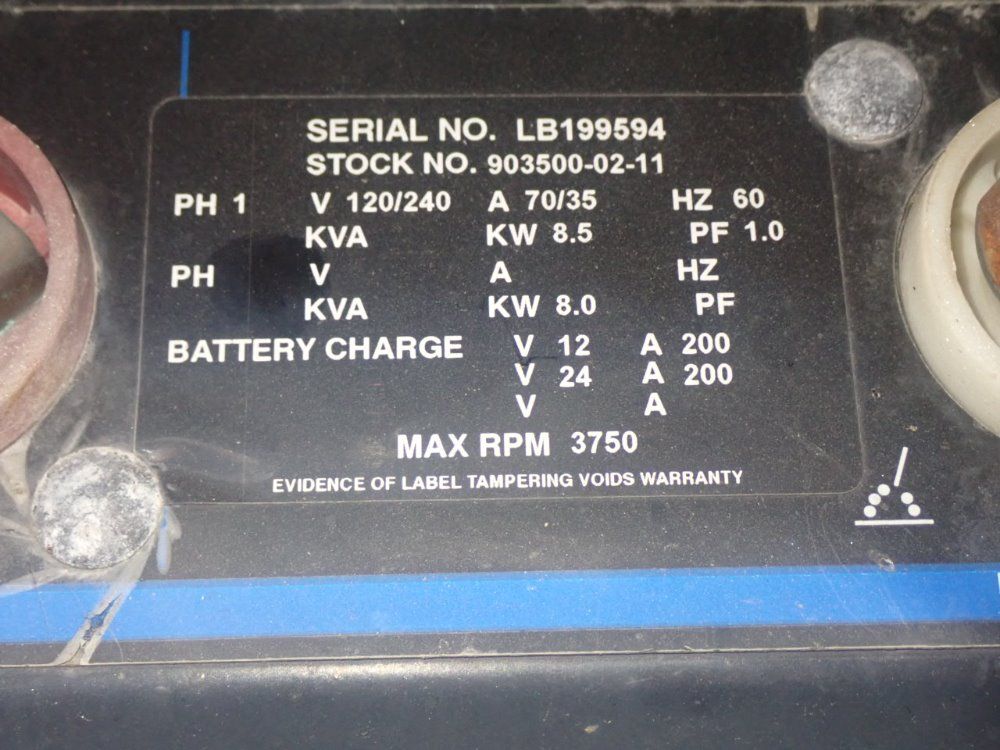 SERIAL NO. LB199594
STOCK NO. 903500-02-11
PH 1 V 120/240 A 70/35 HZ 60
KVA KW 8.5 PF 1.0
PH V A HZ
KVA KW 8.0 PF
BATTERY CHARGE V 12 A 200
V 24 A 200
V A
MAX RPM 3750
EVIDENCE OF LABEL TAMPERING VOIDS WARRANTY